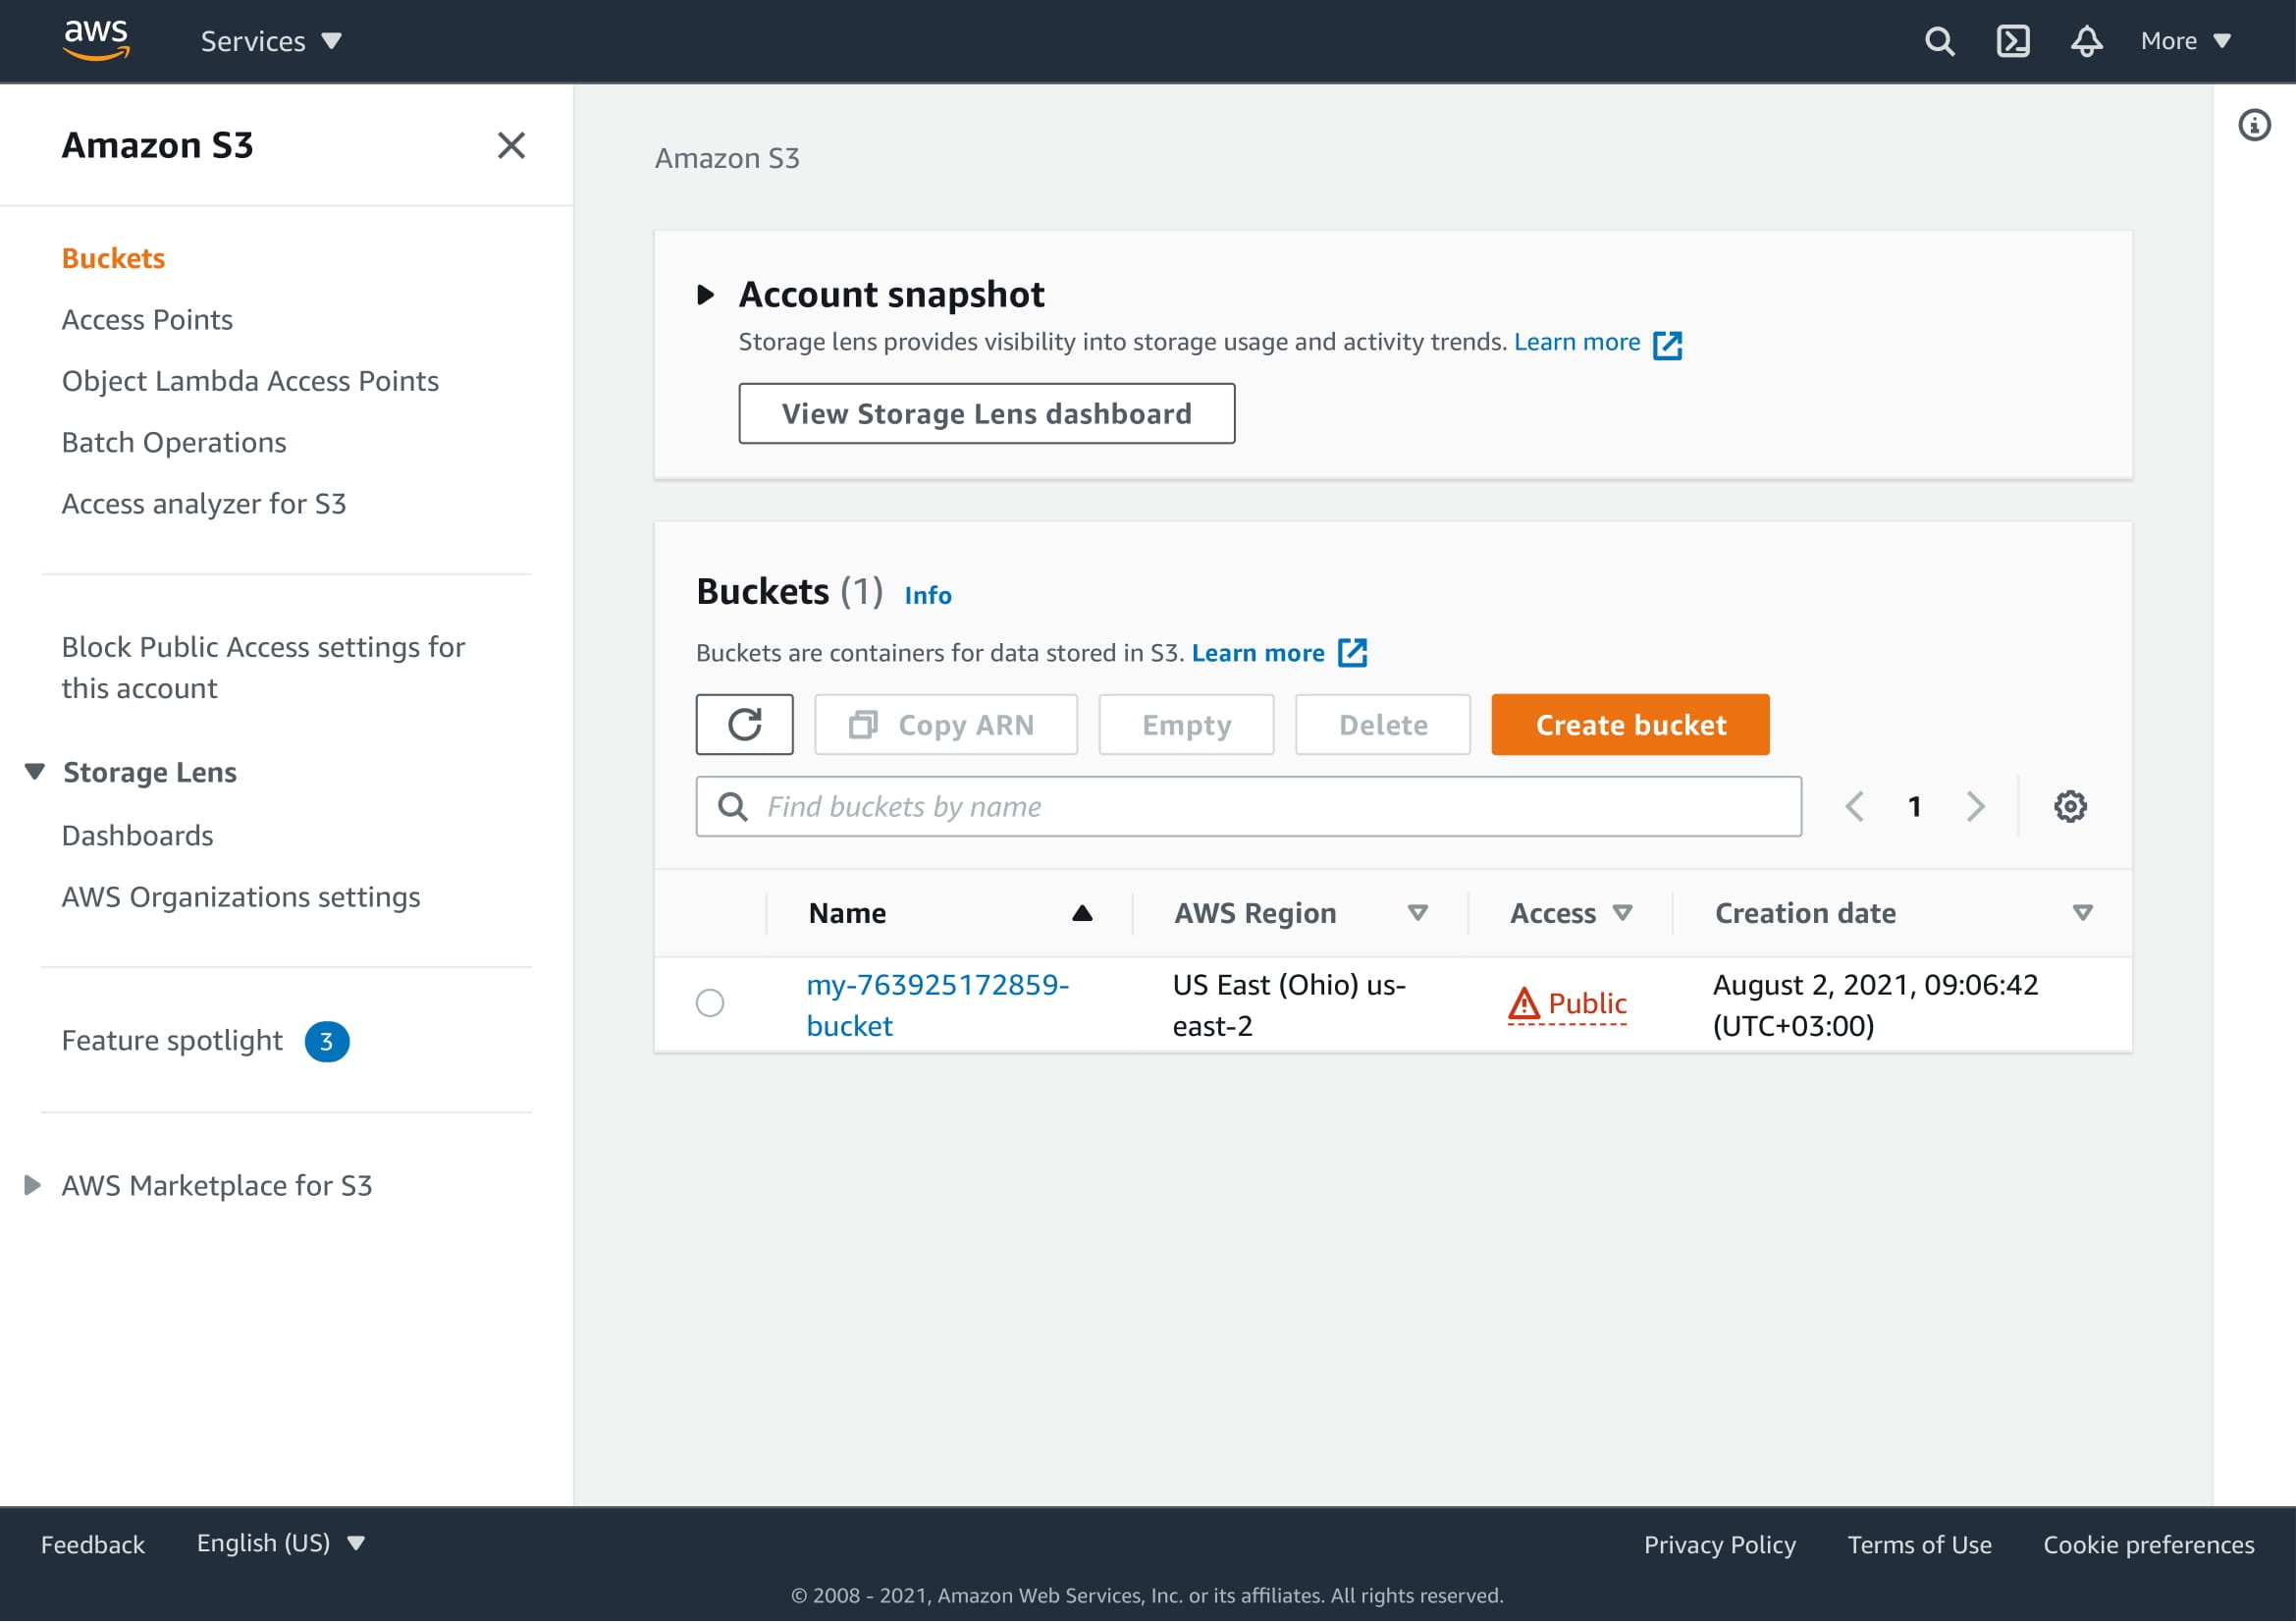 aws
Services
More
Amazon S3
Buckets
Access Points
Object Lambda Access Points
Batch Operations
Access analyzer for S3
Block Public Access settings for
this account
Storage Lens
Dashboards
AWS Organizations settings
Feature spotlight 3
AWS Marketplace for S3
Amazon S3
Account snapshot
Storage lens provides visibility into storage usage and activity trends. Learn more
View Storage Lens dashboard
Buckets (1) Info
Buckets are containers for data stored in S3. Learn more
Copy ARN
Empty
Delete
Create bucket
Find buckets by name
1
Name
AWS Region
Access
Creation date
my-763925172859-
bucket
US East (Ohio) us-
east-2
Public
August 2, 2021, 09:06:42
(UTC+03:00)
Feedback
English (US)
Privacy Policy
Terms of Use
Cookie preferences
© 2008 - 2021, Amazon Web Services, Inc. or its affiliates. All rights reserved.